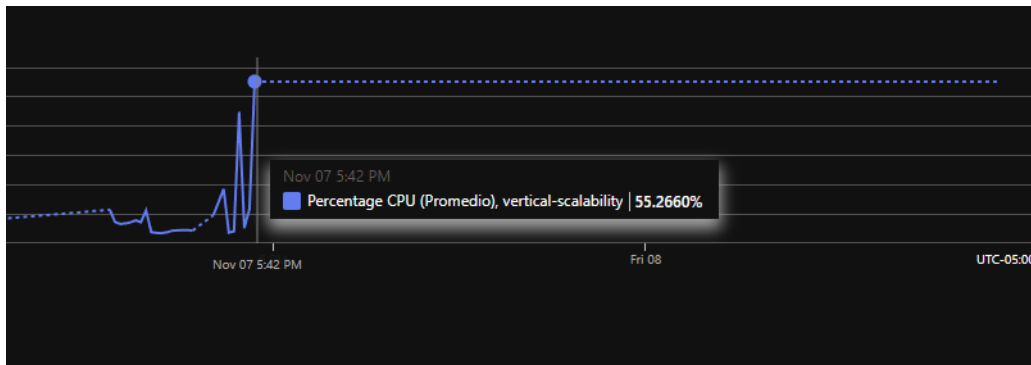 Nov 07 5:42 PM
Percentage CPU (Promedio), vertical-scalability | 55.2660%
Nov 07 5:42 PM
Fri 08
UTC-05:00